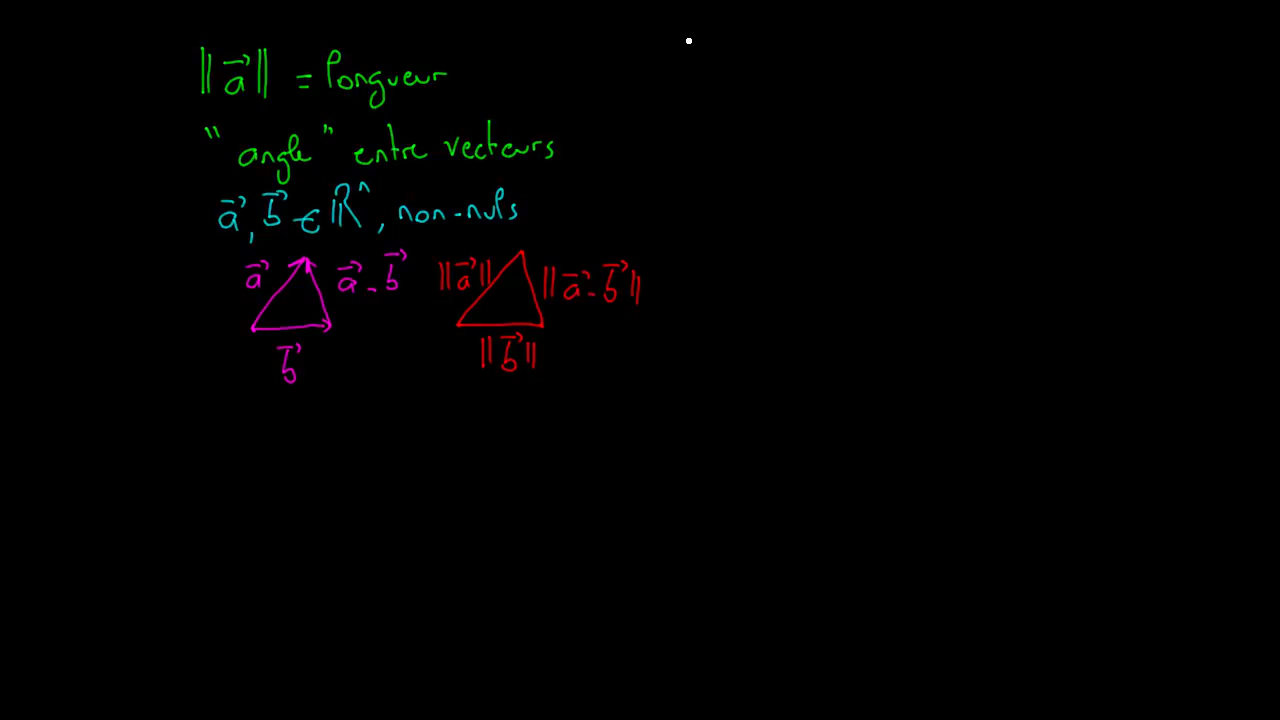 ‖a⃗‖ = longueur
"angle" entre vecteurs
a⃗, b⃗ ∈ ℝⁿ, non-nuls
a⃗ a⃗ - b⃗ ‖a⃗‖ ‖a⃗ - b⃗‖
b⃗ ‖b⃗‖